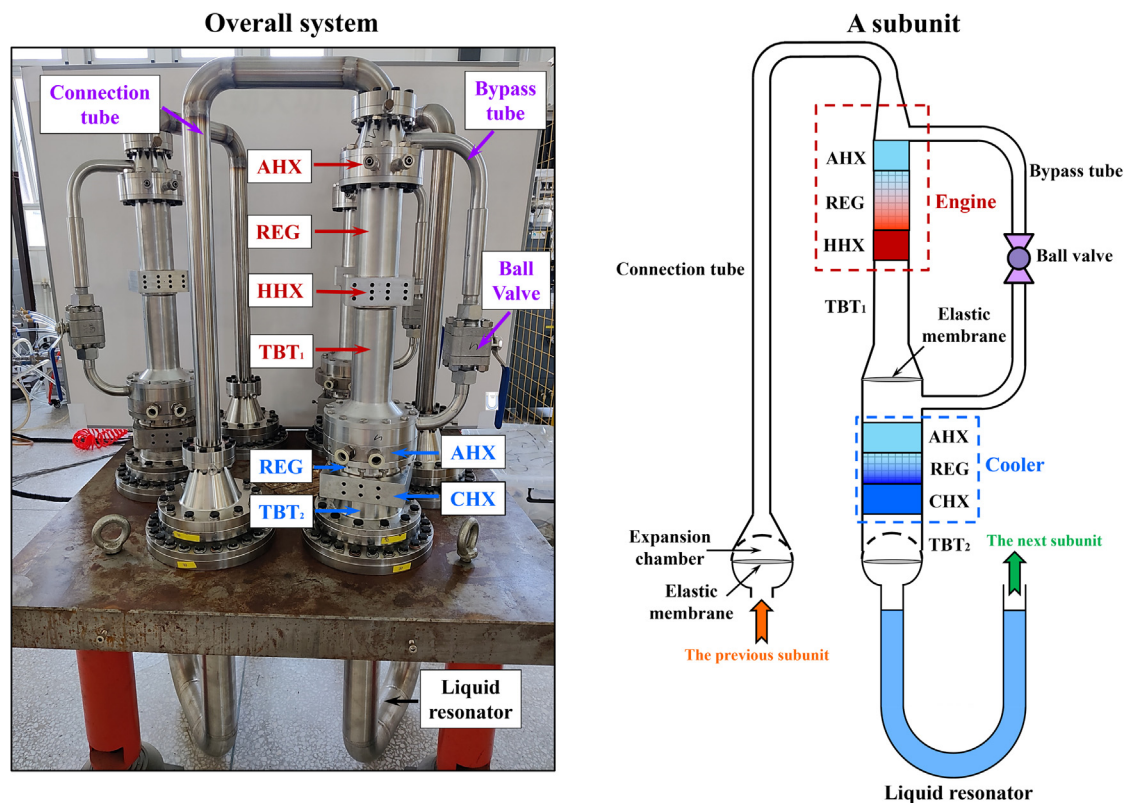 Overall system
Connection
tube
Bypass
tube
AHX
REG
HHX
Ball
Valve
TBT1
REG
AHX
CHX
TBT2
Liquid
resonator
A subunit
AHX
REG
HHX
Engine
Bypass tube
Connection tube
Ball valve
TBT1
Elastic
membrane
AHX
REG
CHX
Cooler
Expansion
chamber
TBT2
The next subunit
Elastic
membrane
The previous subunit
Liquid resonator